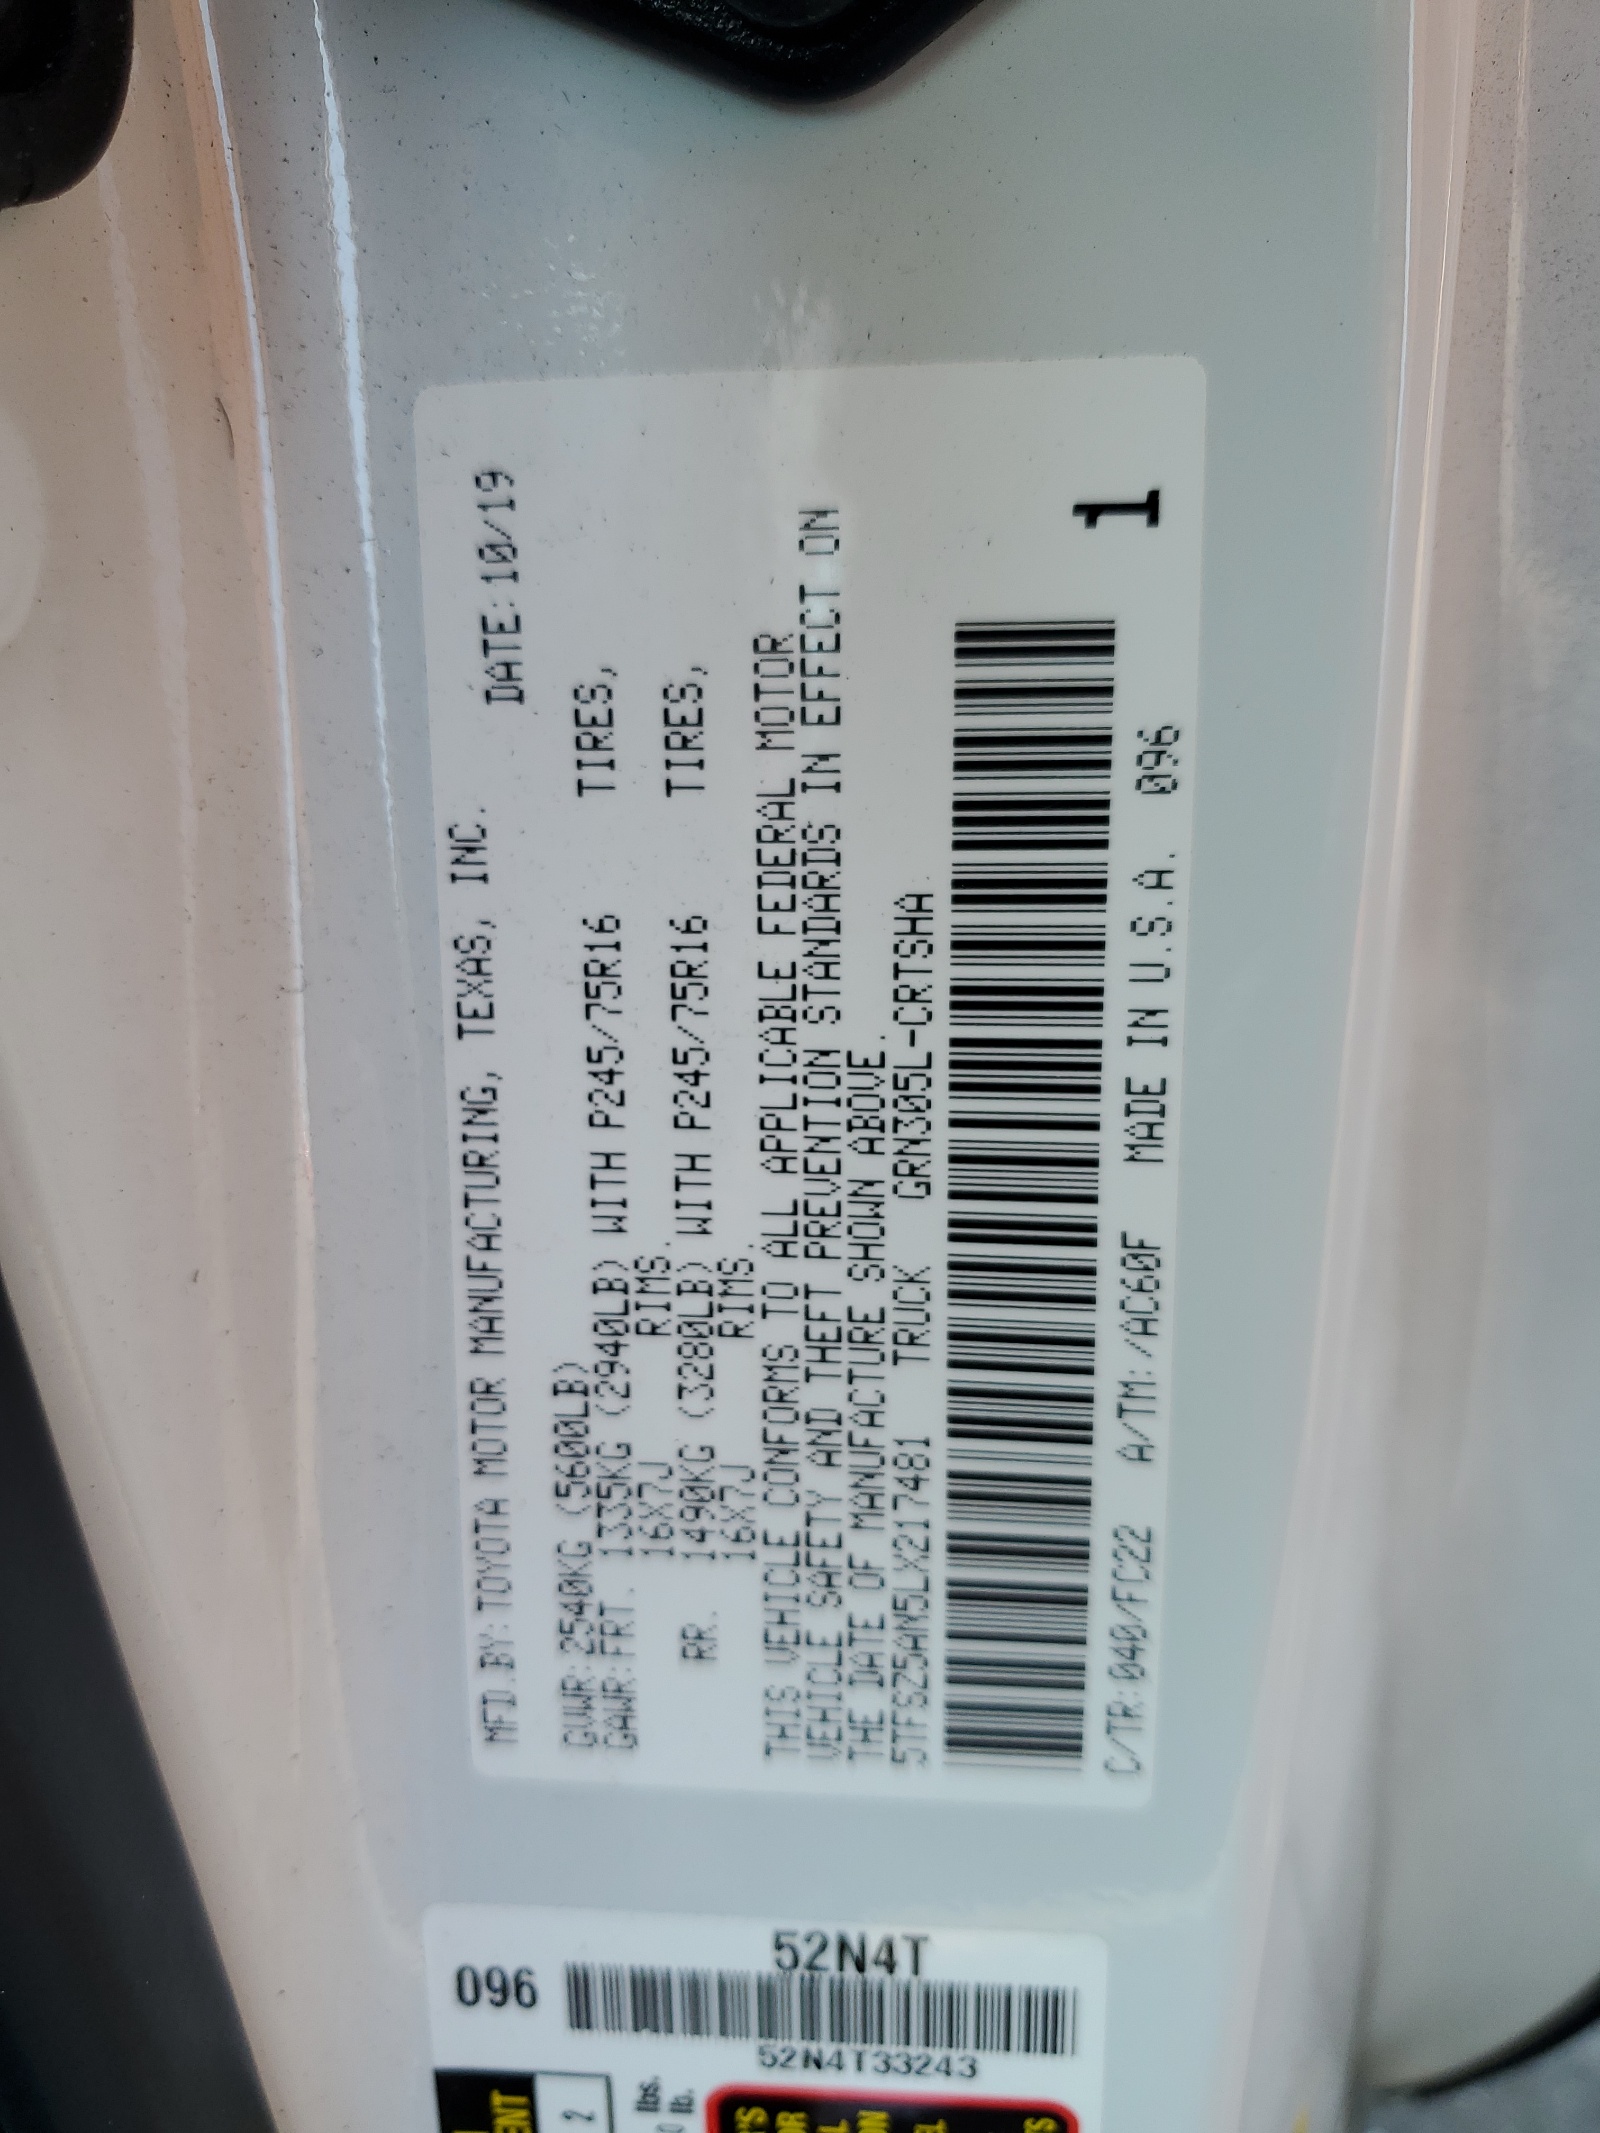 MFD.BY: TOYOTA MOTOR MANUFACTURING, TEXAS, INC.
DATE: 10/19
GVWR: 2540KG (5600LB)
GAWR: FRT. 1335KG (2940LB) WITH P245/75R16 TIRES,
16X7J RIMS.
RR. 1490KG (3280LB) WITH P245/75R16 TIRES,
16X7J RIMS.
THIS VEHICLE CONFORMS TO ALL APPLICABLE FEDERAL MOTOR
VEHICLE SAFETY AND THEFT PREVENTION STANDARDS IN EFFECT ON
THE DATE OF MANUFACTURE SHOWN ABOVE.
5TFSZ5AN5LX217481 TRUCK GRN305L-CRTSHA
C/TR: 040/FC22 A/TM: /AC60F MADE IN U.S.A. 096
1
096
52N4T
52N4T33243
2
lbs.
lb.